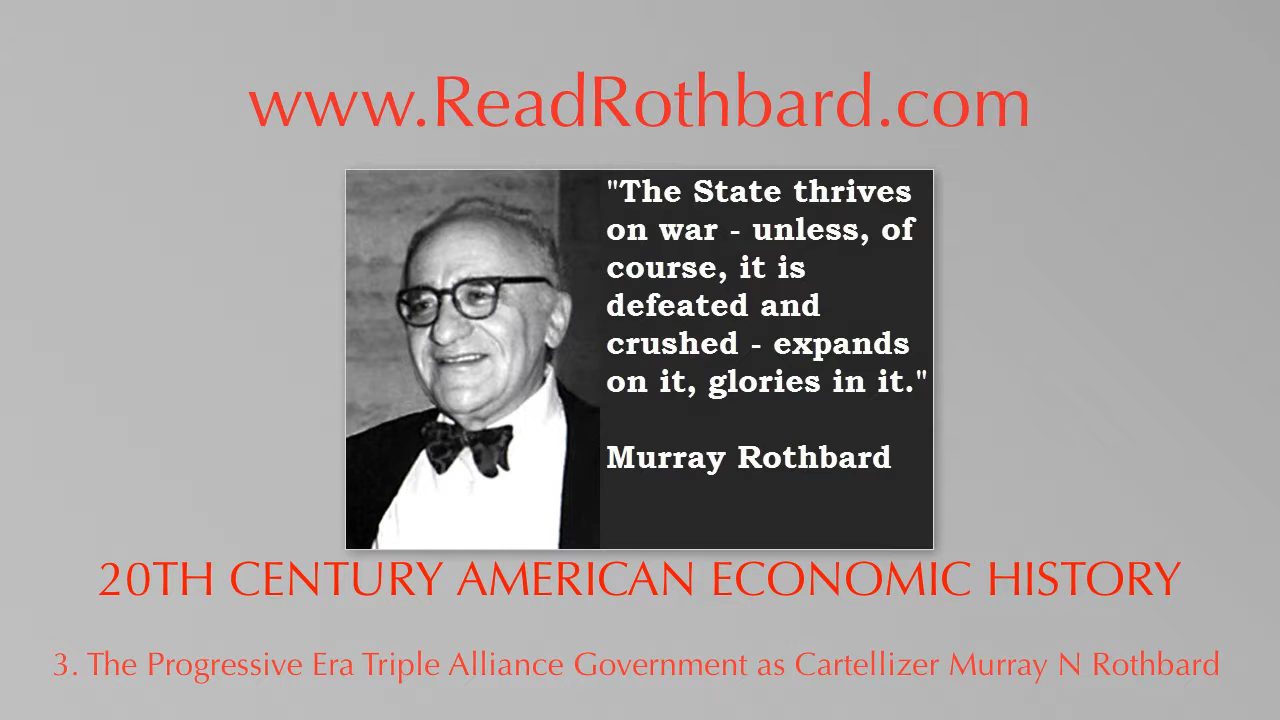 www.ReadRothbard.com
"The State thrives
on war - unless, of
course, it is
defeated and
crushed - expands
on it, glories in it."
Murray Rothbard
20TH CENTURY AMERICAN ECONOMIC HISTORY
3. The Progressive Era Triple Alliance Government as Cartellizer Murray N Rothbard